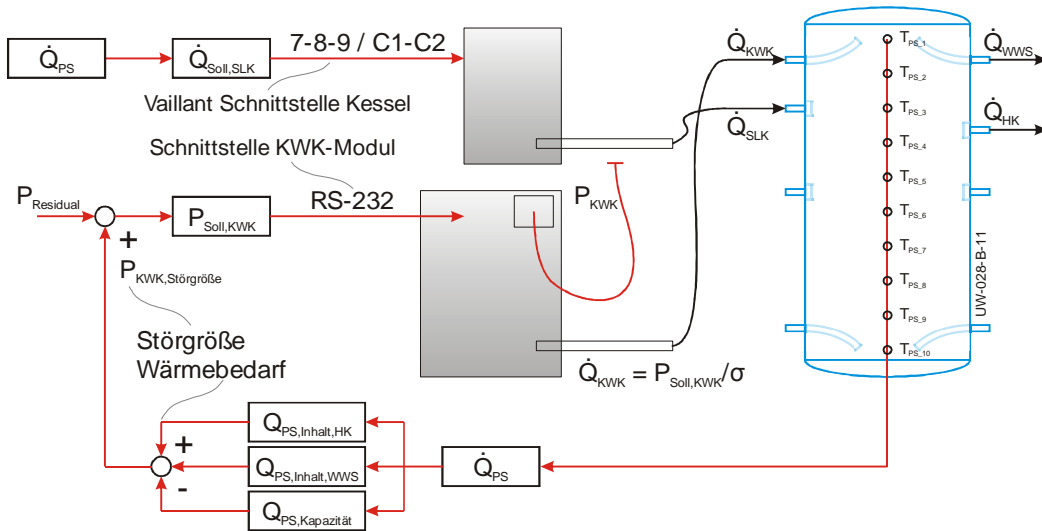 Q̇PS
Q̇Soll,SLK
7-8-9 / C1-C2
Vaillant Schnittstelle Kessel
Schnittstelle KWK-Modul
RS-232
PResidual
+
PSoll,KWK
PKWK,Störgröße
Störgröße
Wärmebedarf
PKWK
Q̇KWK
Q̇SLK
Q̇KWK = PSoll,KWK/σ
TPS_1
TPS_2
TPS_3
TPS_4
TPS_5
TPS_6
TPS_7
TPS_8
TPS_9
TPS_10
UW-028-B-11
Q̇WWS
Q̇HK
+
-
QPS,Inhalt,HK
QPS,Inhalt,WWS
QPS,Kapazität
Q̇PS